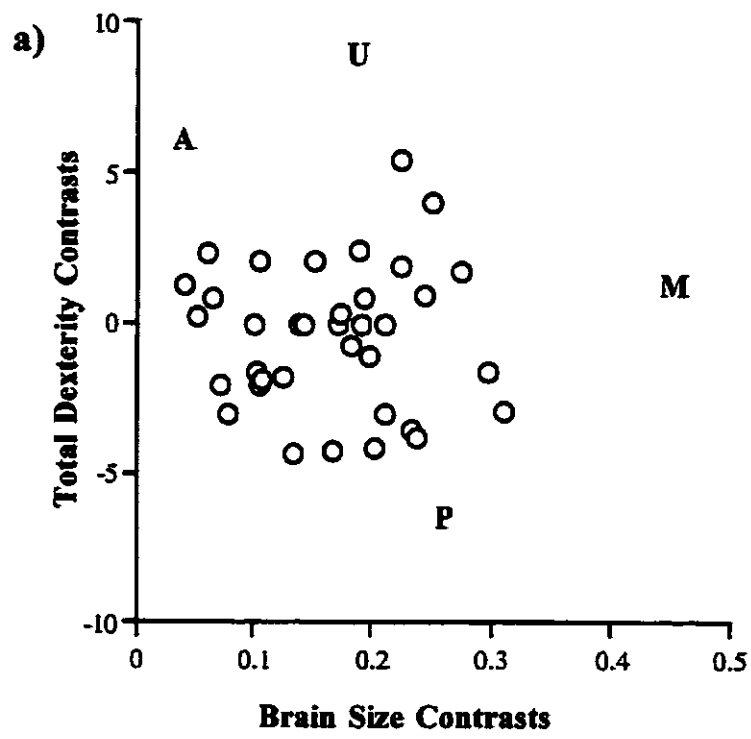 a)
10
U
A
5
M
0
-5
P
-10
0 0.1 0.2 0.3 0.4 0.5
Total Dexterity Contrasts
Brain Size Contrasts